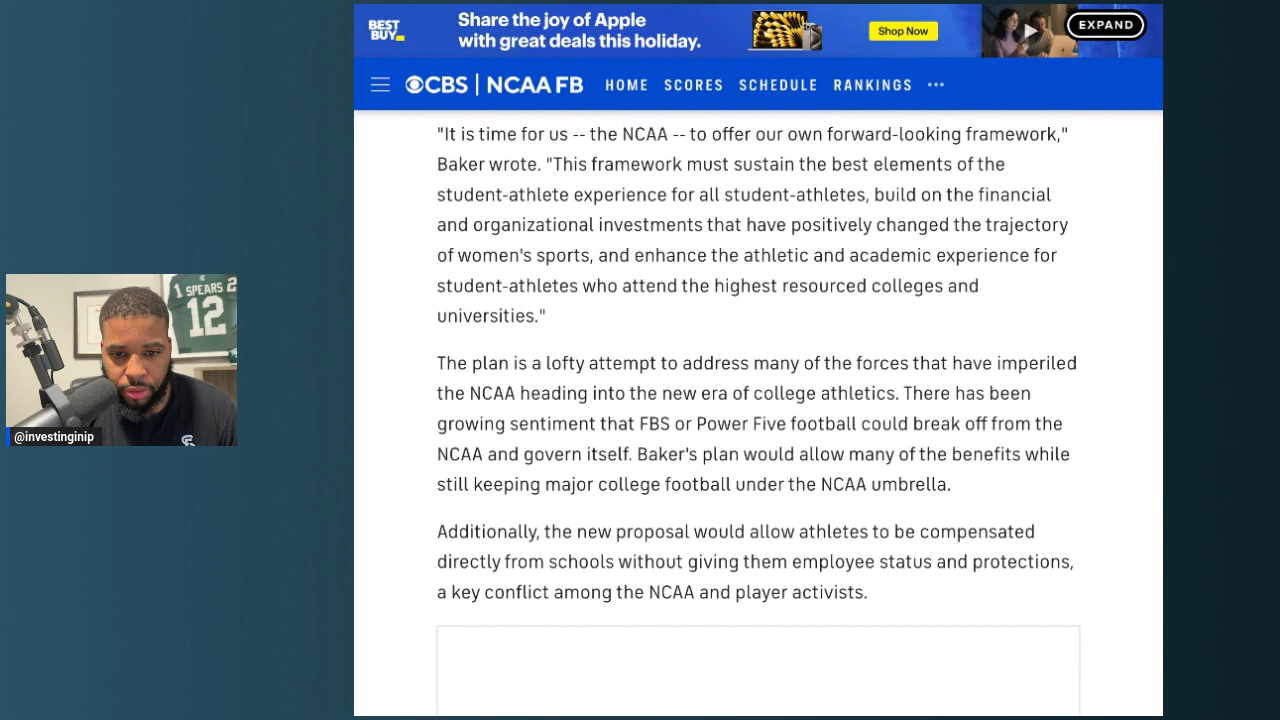 BEST
BUY
Share the joy of Apple
with great deals this holiday.
Shop Now
EXPAND
CBS | NCAA FB
HOME SCORES SCHEDULE RANKINGS •••
"It is time for us -- the NCAA -- to offer our own forward-looking framework,"
Baker wrote. "This framework must sustain the best elements of the
student-athlete experience for all student-athletes, build on the financial
and organizational investments that have positively changed the trajectory
of women's sports, and enhance the athletic and academic experience for
student-athletes who attend the highest resourced colleges and
universities."
The plan is a lofty attempt to address many of the forces that have imperiled
the NCAA heading into the new era of college athletics. There has been
growing sentiment that FBS or Power Five football could break off from the
NCAA and govern itself. Baker's plan would allow many of the benefits while
still keeping major college football under the NCAA umbrella.
Additionally, the new proposal would allow athletes to be compensated
directly from schools without giving them employee status and protections,
a key conflict among the NCAA and player activists.
1 SPEARS 2
12
@investinginip